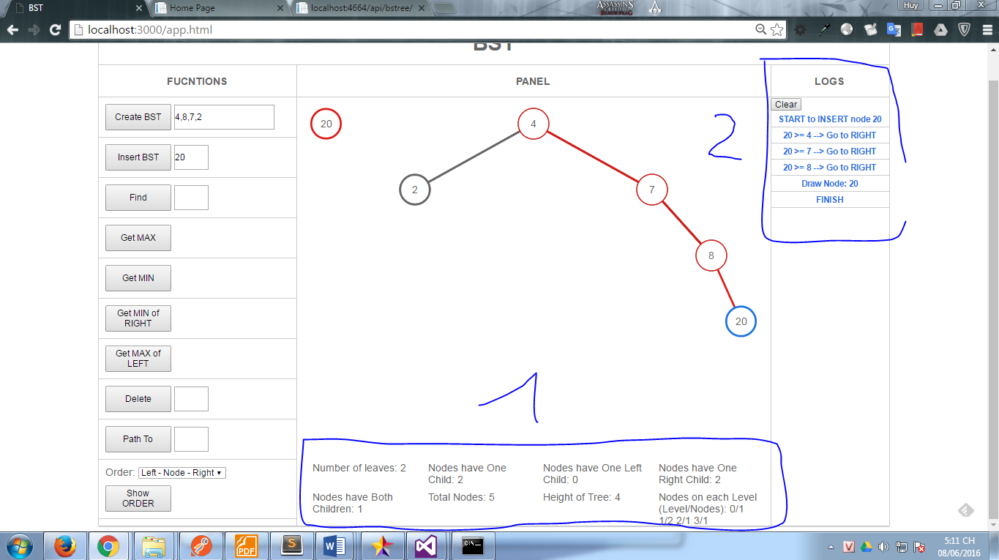 BST
Home Page
localhost:4664/api/bstree/
ASSASSIN'S
CREED IV
BLACK FLAG
Huy
localhost:3000/app.html
BST
FUCNTIONS
PANEL
LOGS
Create BST
4,8,7,2
Insert BST
20
Find
Get MAX
Get MIN
Get MIN of
RIGHT
Get MAX of
LEFT
Delete
Path To
Order:
Left - Node - Right
Show
ORDER
20
4
2
7
8
20
2
1
Clear
START to INSERT node 20
20 >= 4 --> Go to RIGHT
20 >= 7 --> Go to RIGHT
20 >= 8 --> Go to RIGHT
Draw Node: 20
FINISH
Number of leaves: 2
Nodes have One
Child: 2
Nodes have One Left
Child: 0
Nodes have One
Right Child: 2
Nodes have Both
Children: 1
Total Nodes: 5
Height of Tree: 4
Nodes on each Level
(Level/Nodes): 0/1
1/2 2/1 3/1
PDF
S
W
C:\_
V
5:11 CH
08/06/2016